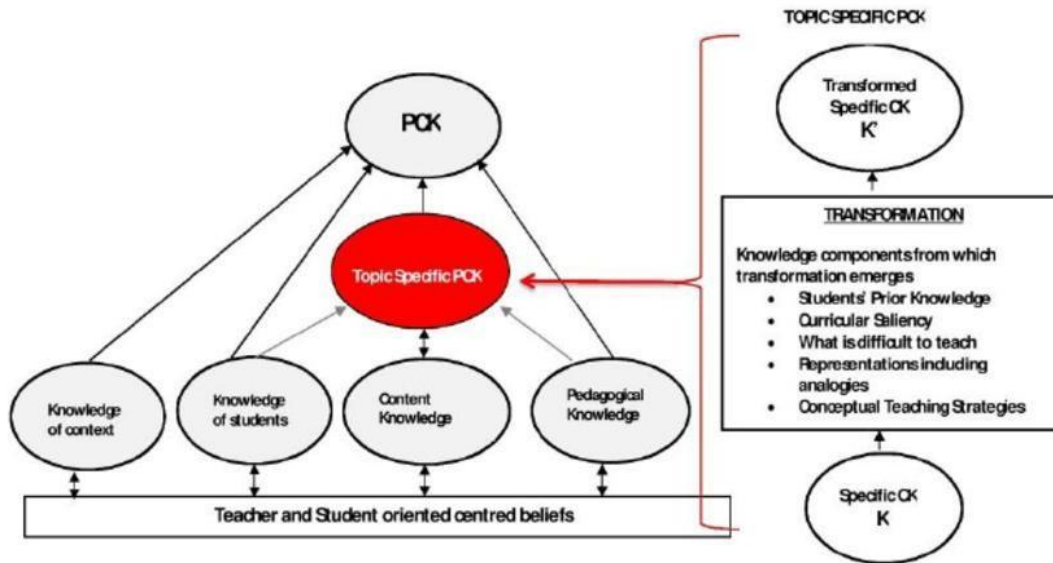 TOPIC SPECIFIC PCK
PCK
Topic Specific PCK
Knowledge
of context
Knowledge
of students
Content
Knowledge
Pedagogical
Knowledge
Teacher and Student oriented centred beliefs
Transformed
Specific CK
K'
TRANSFORMATION
Knowledge components from which
transformation emerges
• Students' Prior Knowledge
• Curricular Saliency
• What is difficult to teach
• Representations including
analogies
• Conceptual Teaching Strategies
Specific CK
K